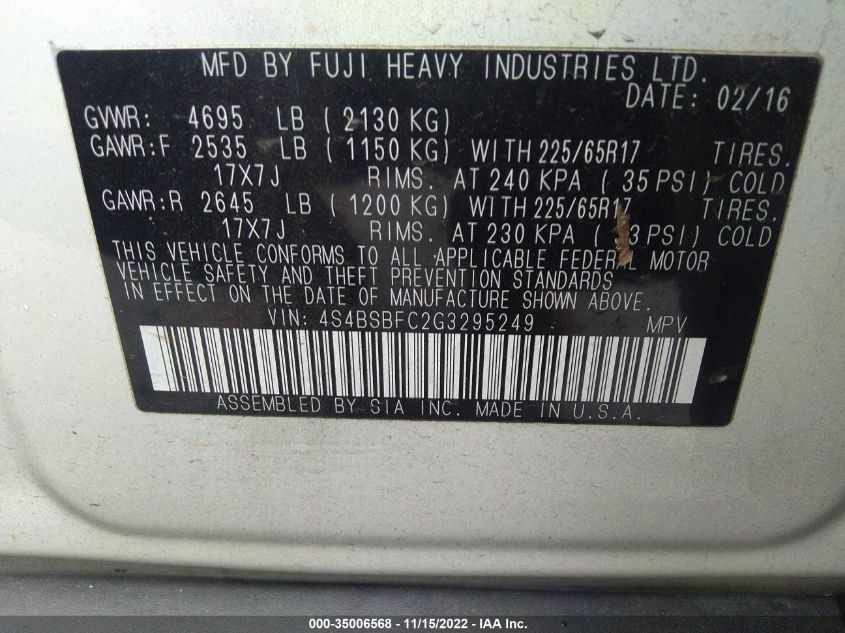 MFD BY FUJI HEAVY INDUSTRIES LTD.
DATE: 02/16
GVWR: 4695 LB ( 2130 KG)
GAWR:F 2535 LB ( 1150 KG) WITH 225/65R17 TIRES.
17X7J RIMS. AT 240 KPA ( 35 PSI) COLD
GAWR:R 2645 LB ( 1200 KG) WITH 225/65R17 TIRES.
17X7J RIMS. AT 230 KPA ( 33 PSI) COLD
THIS VEHICLE CONFORMS TO ALL APPLICABLE FEDERAL MOTOR
VEHICLE SAFETY AND THEFT PREVENTION STANDARDS
IN EFFECT ON THE DATE OF MANUFACTURE SHOWN ABOVE.
VIN: 4S4BSBFC2G3295249 MPV
ASSEMBLED BY SIA INC. MADE IN U.S.A.
000-35006568 - 11/15/2022 - IAA Inc.